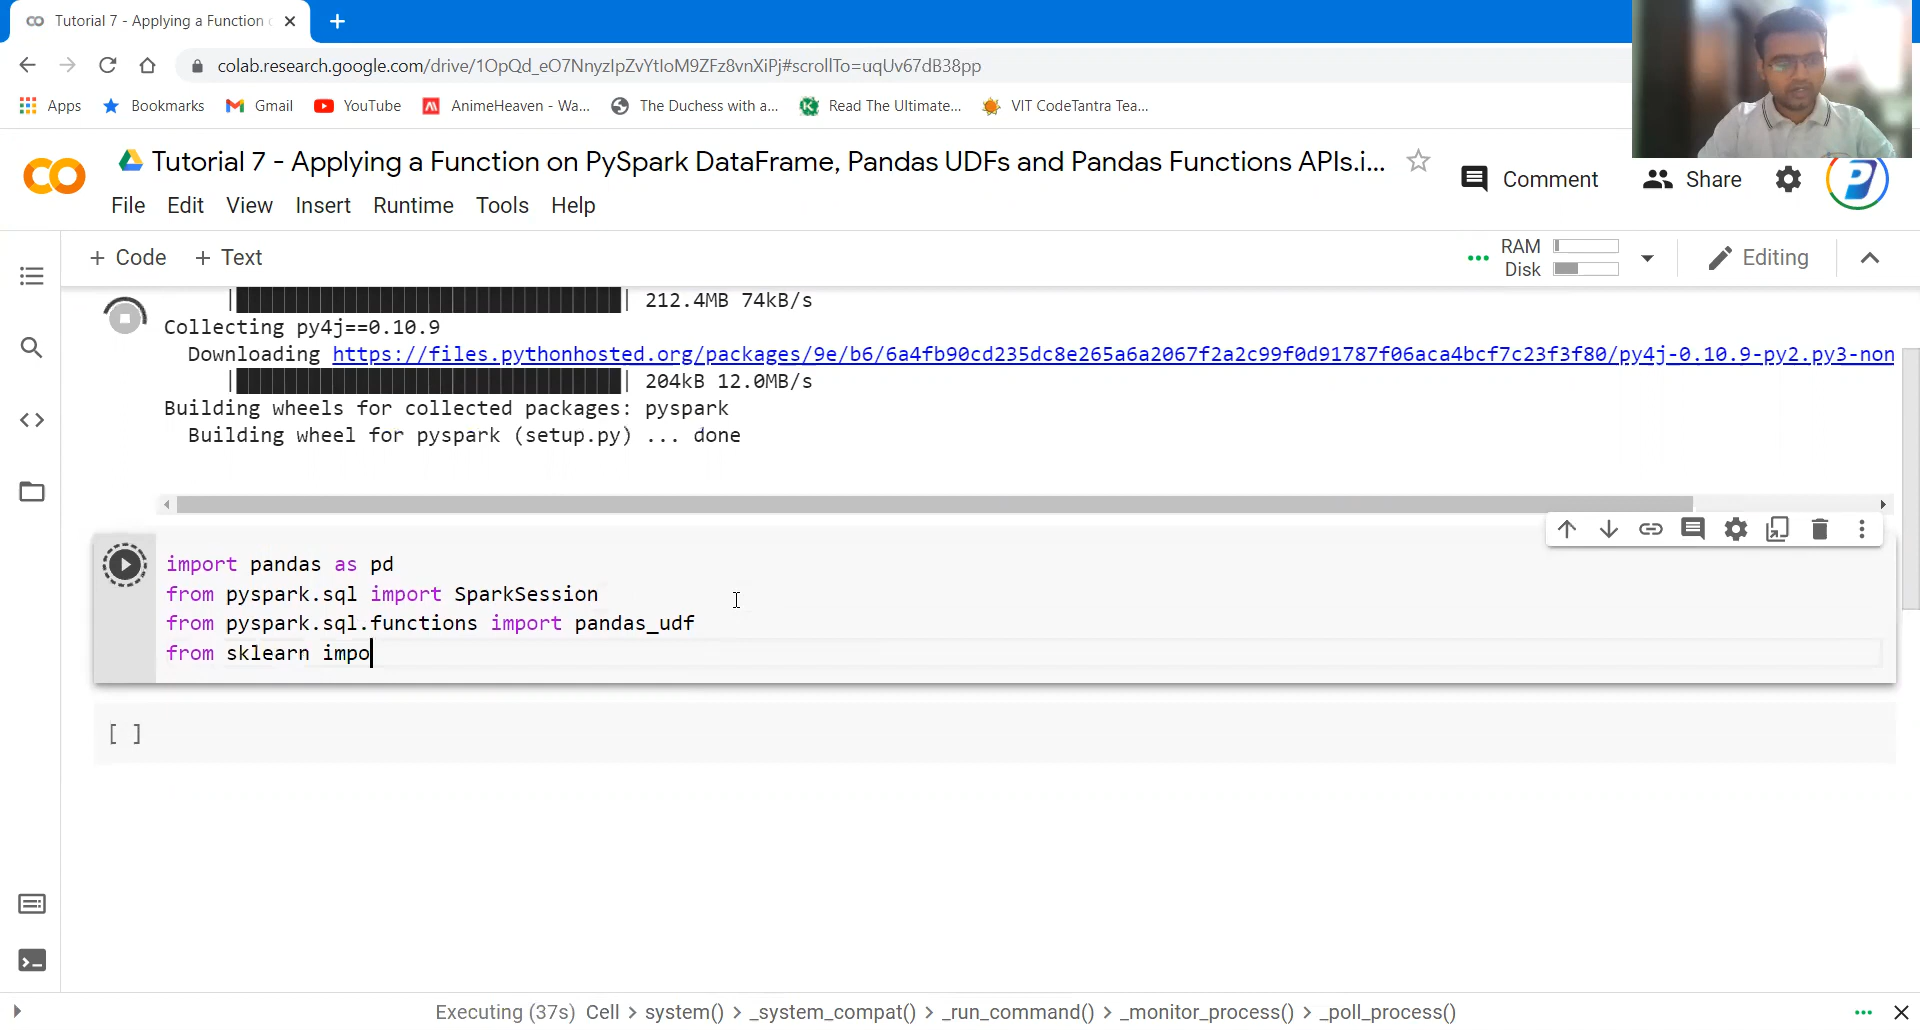 Tutorial 7 - Applying a Function o
colab.research.google.com/drive/1OpQd_eO7NnyzIpZvYtIoM9ZFz8vnXiPj#scrollTo=uqUv67dB38pp
Apps Bookmarks Gmail YouTube AnimeHeaven - Wa... The Duchess with a... Read The Ultimate... VIT CodeTantra Tea...
Tutorial 7 - Applying a Function on PySpark DataFrame, Pandas UDFs and Pandas Functions APIs.i...
Comment Share
File Edit View Insert Runtime Tools Help
+ Code + Text
RAM
Disk
Editing
212.4MB 74kB/s
Collecting py4j==0.10.9
Downloading https://files.pythonhosted.org/packages/9e/b6/6a4fb90cd235dc8e265a6a2067f2a2c99f0d91787f06aca4bcf7c23f3f80/py4j-0.10.9-py2.py3-non
204kB 12.0MB/s
Building wheels for collected packages: pyspark
Building wheel for pyspark (setup.py) ... done
import pandas as pd
from pyspark.sql import SparkSession
from pyspark.sql.functions import pandas_udf
from sklearn impo
[ ]
Executing (37s) Cell > system() > _system_compat() > _run_command() > _monitor_process() > _poll_process()